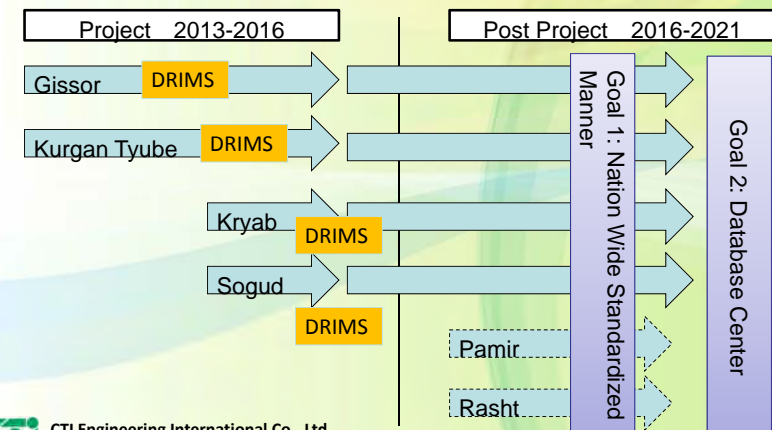 Project 2013-2016
Post Project 2016-2021
Gissor
DRIMS
Kurgan Tyube
DRIMS
Kryab
DRIMS
Sogud
DRIMS
Pamir
Rasht
Goal 1: Nation Wide Standardized
Manner
Goal 2: Database Center
CTI Engineering International Co., Ltd.